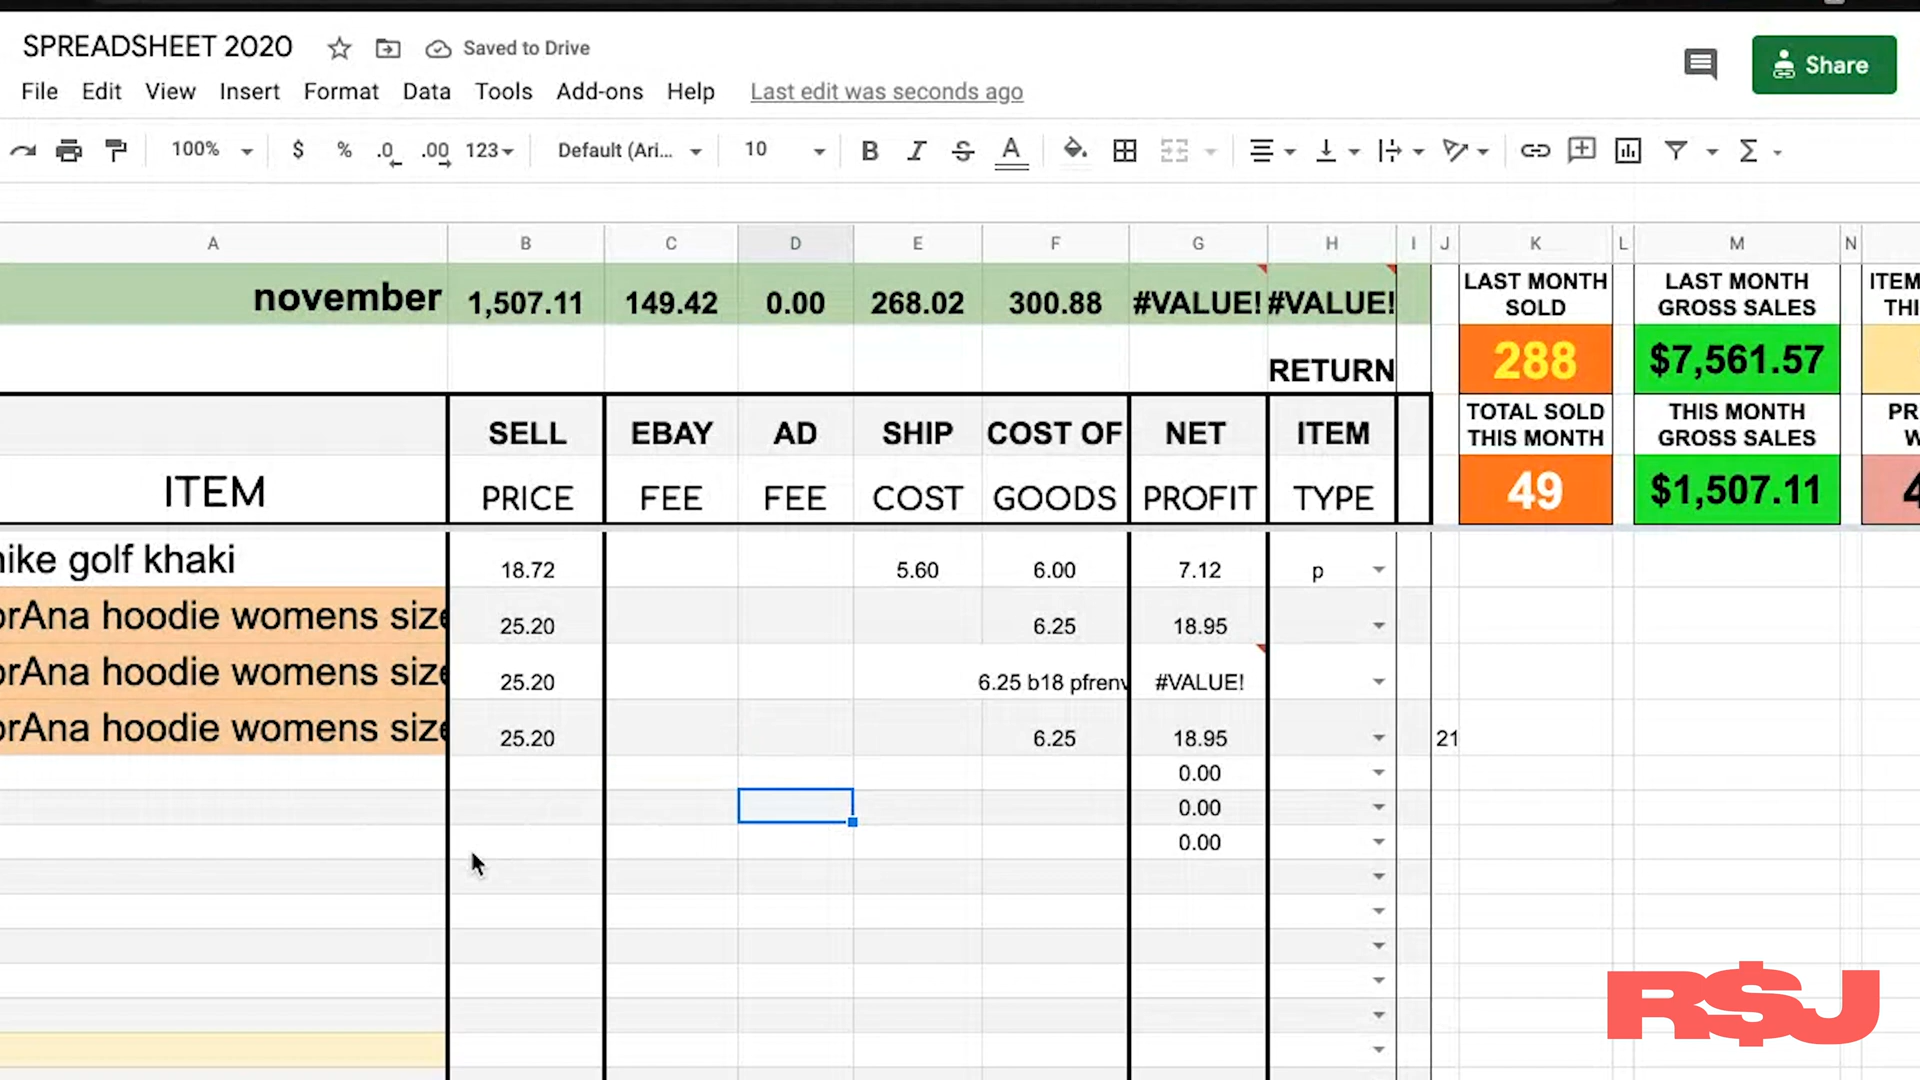 SPREADSHEET 2020 Saved to Drive
Share
File Edit View Insert Format Data Tools Add-ons Help Last edit was seconds ago
100% $ % .0 .00 123 Default (Ari... 10 B I S A Σ
A B C D E F G H I J K L M N
november 1,507.11 149.42 0.00 268.02 300.88 #VALUE! #VALUE!
LAST MONTH SOLD
LAST MONTH GROSS SALES
288 $7,561.57
RETURN
TOTAL SOLD THIS MONTH
THIS MONTH GROSS SALES
49 $1,507.11 4
SELL EBAY AD SHIP COST OF NET ITEM
ITEM PRICE FEE FEE COST GOODS PROFIT TYPE
nike golf khaki 18.72 5.60 6.00 7.12 p
prAna hoodie womens size 25.20 6.25 18.95
prAna hoodie womens size 25.20 6.25 b18 pfrenv #VALUE!
prAna hoodie womens size 25.20 6.25 18.95 21
0.00
0.00
0.00
R$J